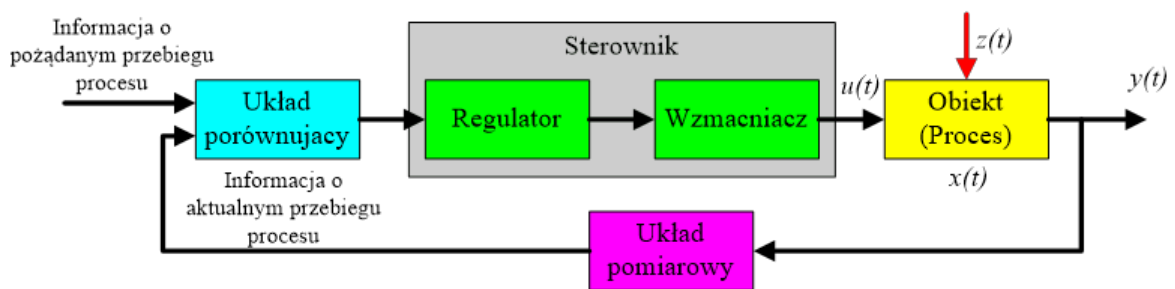 Informacja o
pożądanym przebiegu
procesu
Układ
porównujacy
Sterownik
Regulator
Wzmacniacz
u(t)
z(t)
Obiekt
(Proces)
x(t)
y(t)
Informacja o
aktualnym przebiegu
procesu
Układ
pomiarowy